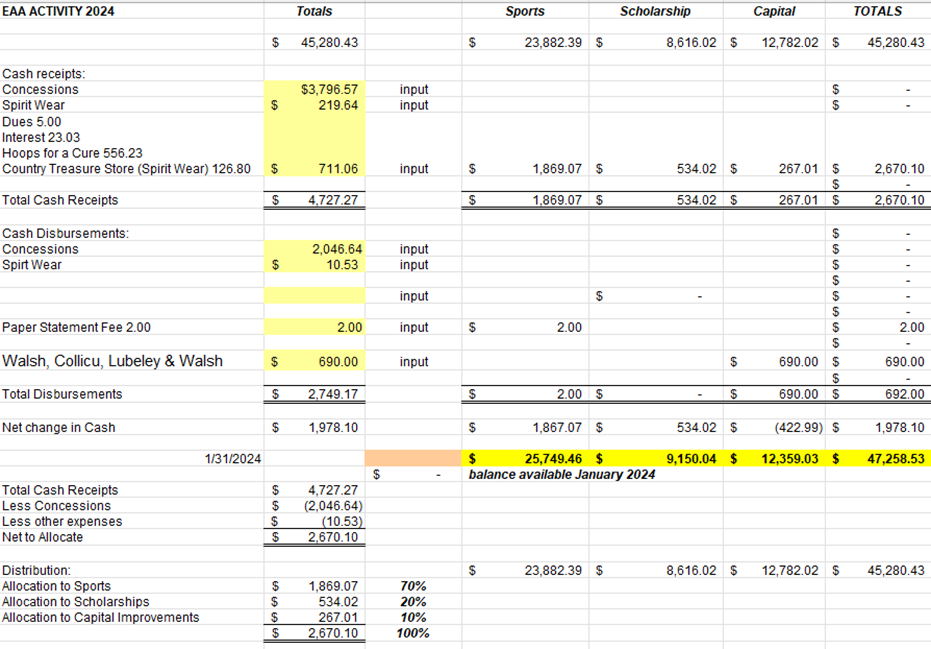 EAA ACTIVITY 2024 Totals Sports Scholarship Capital TOTALS
$ 45,280.43 $ 23,882.39 $ 8,616.02 $ 12,782.02 $ 45,280.43
Cash receipts:
Concessions $3,796.57 input $ -
Spirit Wear $ 219.64 input $ -
Dues 5.00
Interest 23.03
Hoops for a Cure 556.23
Country Treasure Store (Spirit Wear) 126.80 $ 711.06 input $ 1,869.07 $ 534.02 $ 267.01 $ 2,670.10
$ -
Total Cash Receipts $ 4,727.27 $ 1,869.07 $ 534.02 $ 267.01 $ 2,670.10
Cash Disbursements: $ -
Concessions 2,046.64 input $ -
Spirt Wear $ 10.53 input $ -
$ -
input $ - $ -
$ -
Paper Statement Fee 2.00 2.00 input $ 2.00 $ 2.00
$ -
Walsh, Collicu, Lubeley & Walsh $ 690.00 input $ 690.00 $ 690.00
$ -
Total Disbursements $ 2,749.17 $ 2.00 $ - $ 690.00 $ 692.00
Net change in Cash $ 1,978.10 $ 1,867.07 $ 534.02 $ (422.99) $ 1,978.10
1/31/2024 $ 25,749.46 $ 9,150.04 $ 12,359.03 $ 47,258.53
$ - balance available January 2024
Total Cash Receipts $ 4,727.27
Less Concessions $ (2,046.64)
Less other expenses $ (10.53)
Net to Allocate $ 2,670.10
Distribution: $ 23,882.39 $ 8,616.02 $ 12,782.02 $ 45,280.43
Allocation to Sports $ 1,869.07 70%
Allocation to Scholarships $ 534.02 20%
Allocation to Capital Improvements $ 267.01 10%
$ 2,670.10 100%